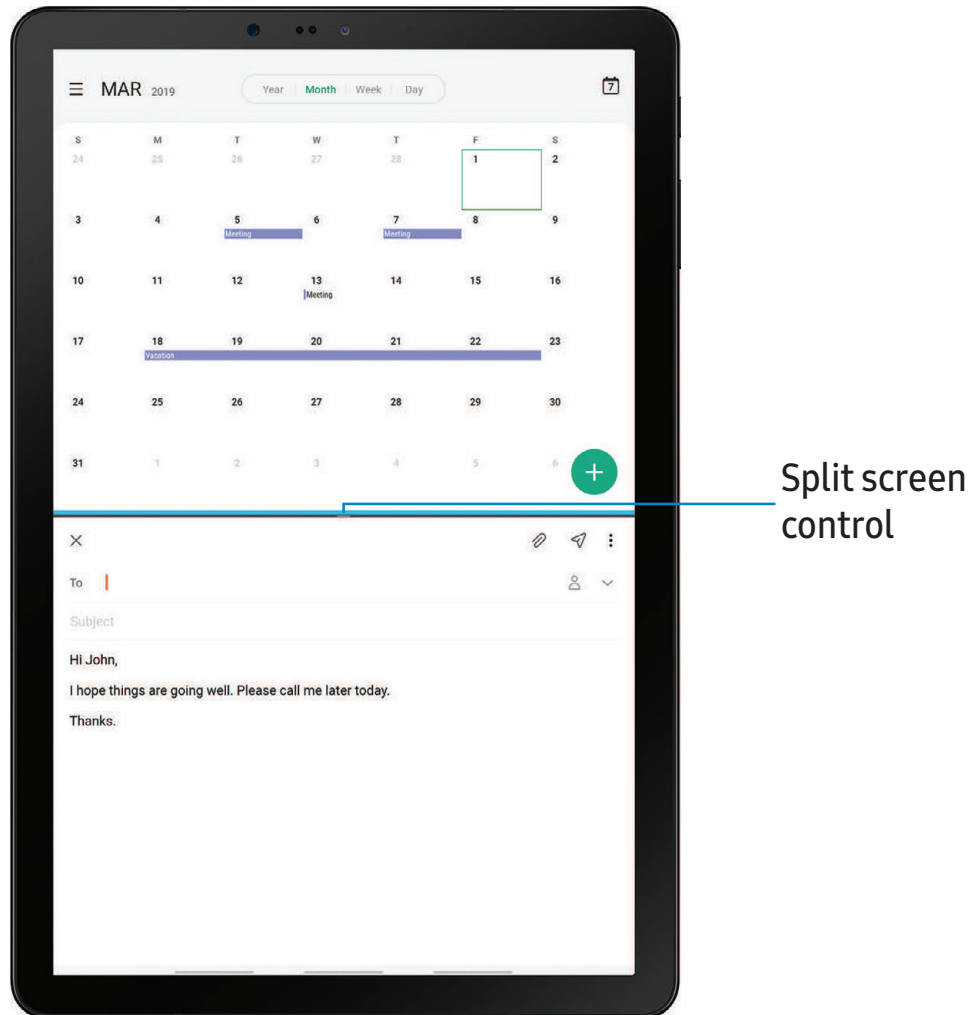 MAR 2019
Year Month Week Day
7
S M T W T F S
24 25 26 27 28 1 2
3 4 5 6 7 8 9
Meeting Meeting
10 11 12 13 14 15 16
Meeting
17 18 19 20 21 22 23
Vacation
24 25 26 27 28 29 30
31 1 2 3 4 5 6
Split screen
control
To
Subject
Hi John,
I hope things are going well. Please call me later today.
Thanks.